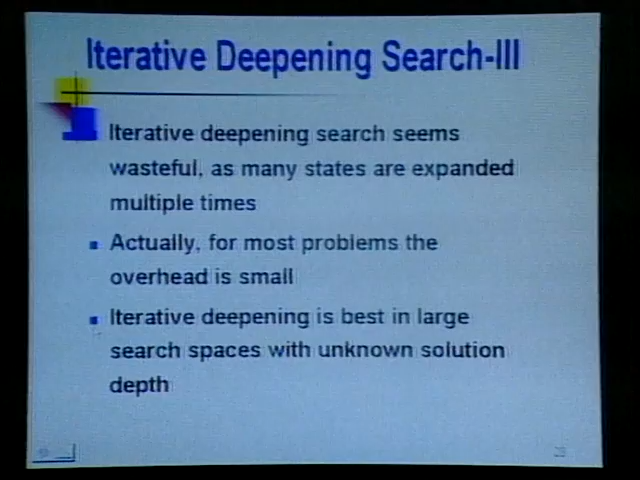 Iterative Deepening Search-III
Iterative deepening search seems
wasteful, as many states are expanded
multiple times
Actually, for most problems the
overhead is small
Iterative deepening is best in large
search spaces with unknown solution
depth